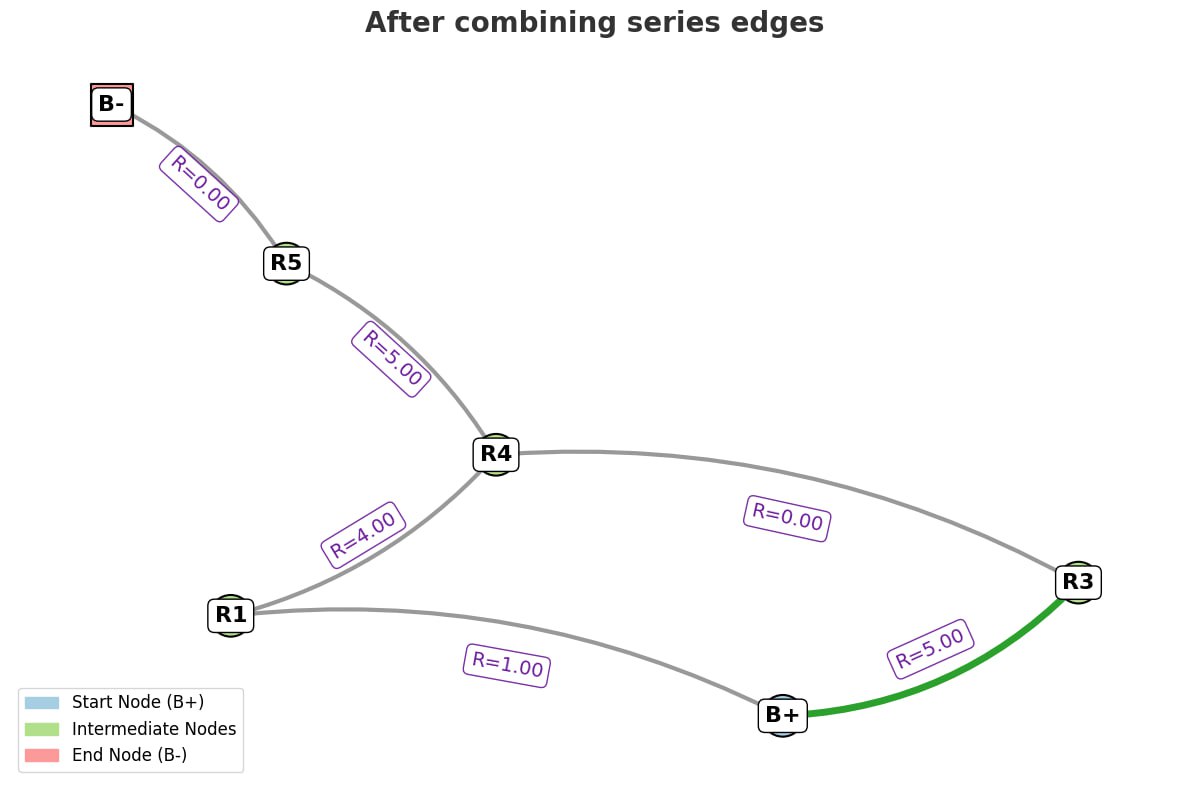 After combining series edges
B-
R=0.00
R5
R=5.00
R4
R=4.00
R=0.00
R3
R1
R=5.00
R=1.00
B+
Start Node (B+)
Intermediate Nodes
End Node (B-)